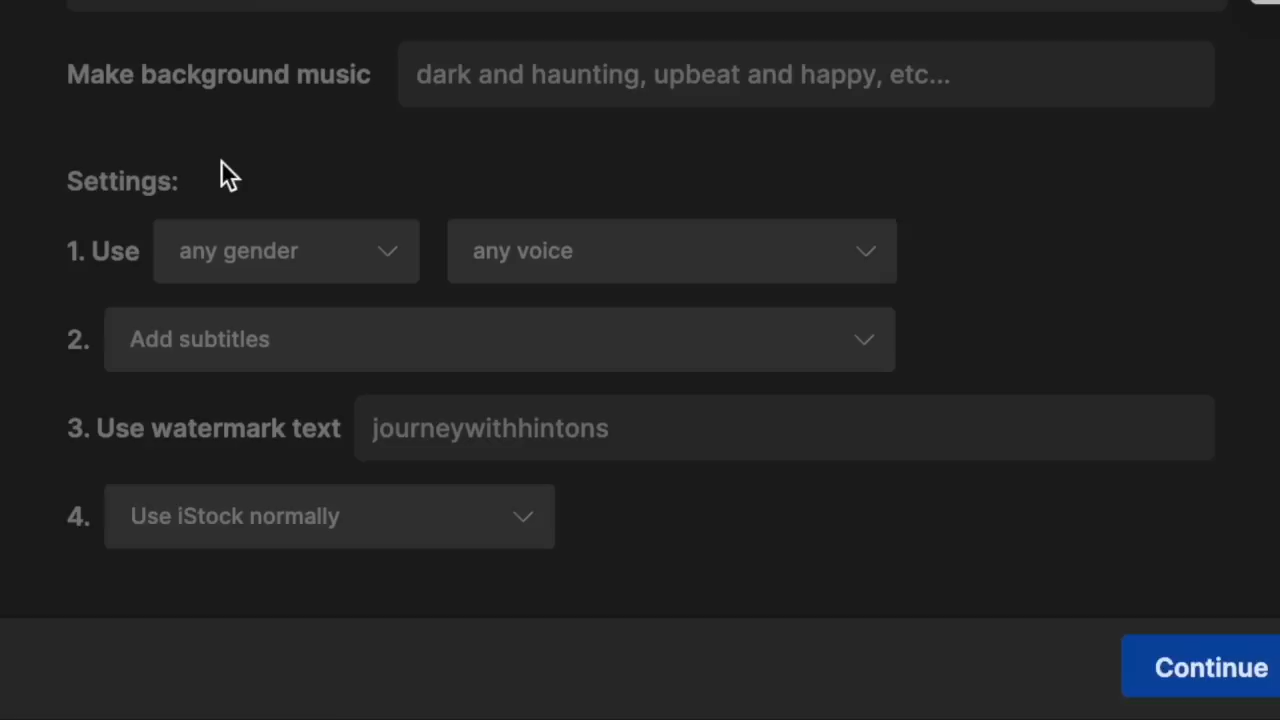 Make background music dark and haunting, upbeat and happy, etc...
Settings:
1. Use any gender any voice
2. Add subtitles
3. Use watermark text journeywithhintons
4. Use iStock normally
Continue